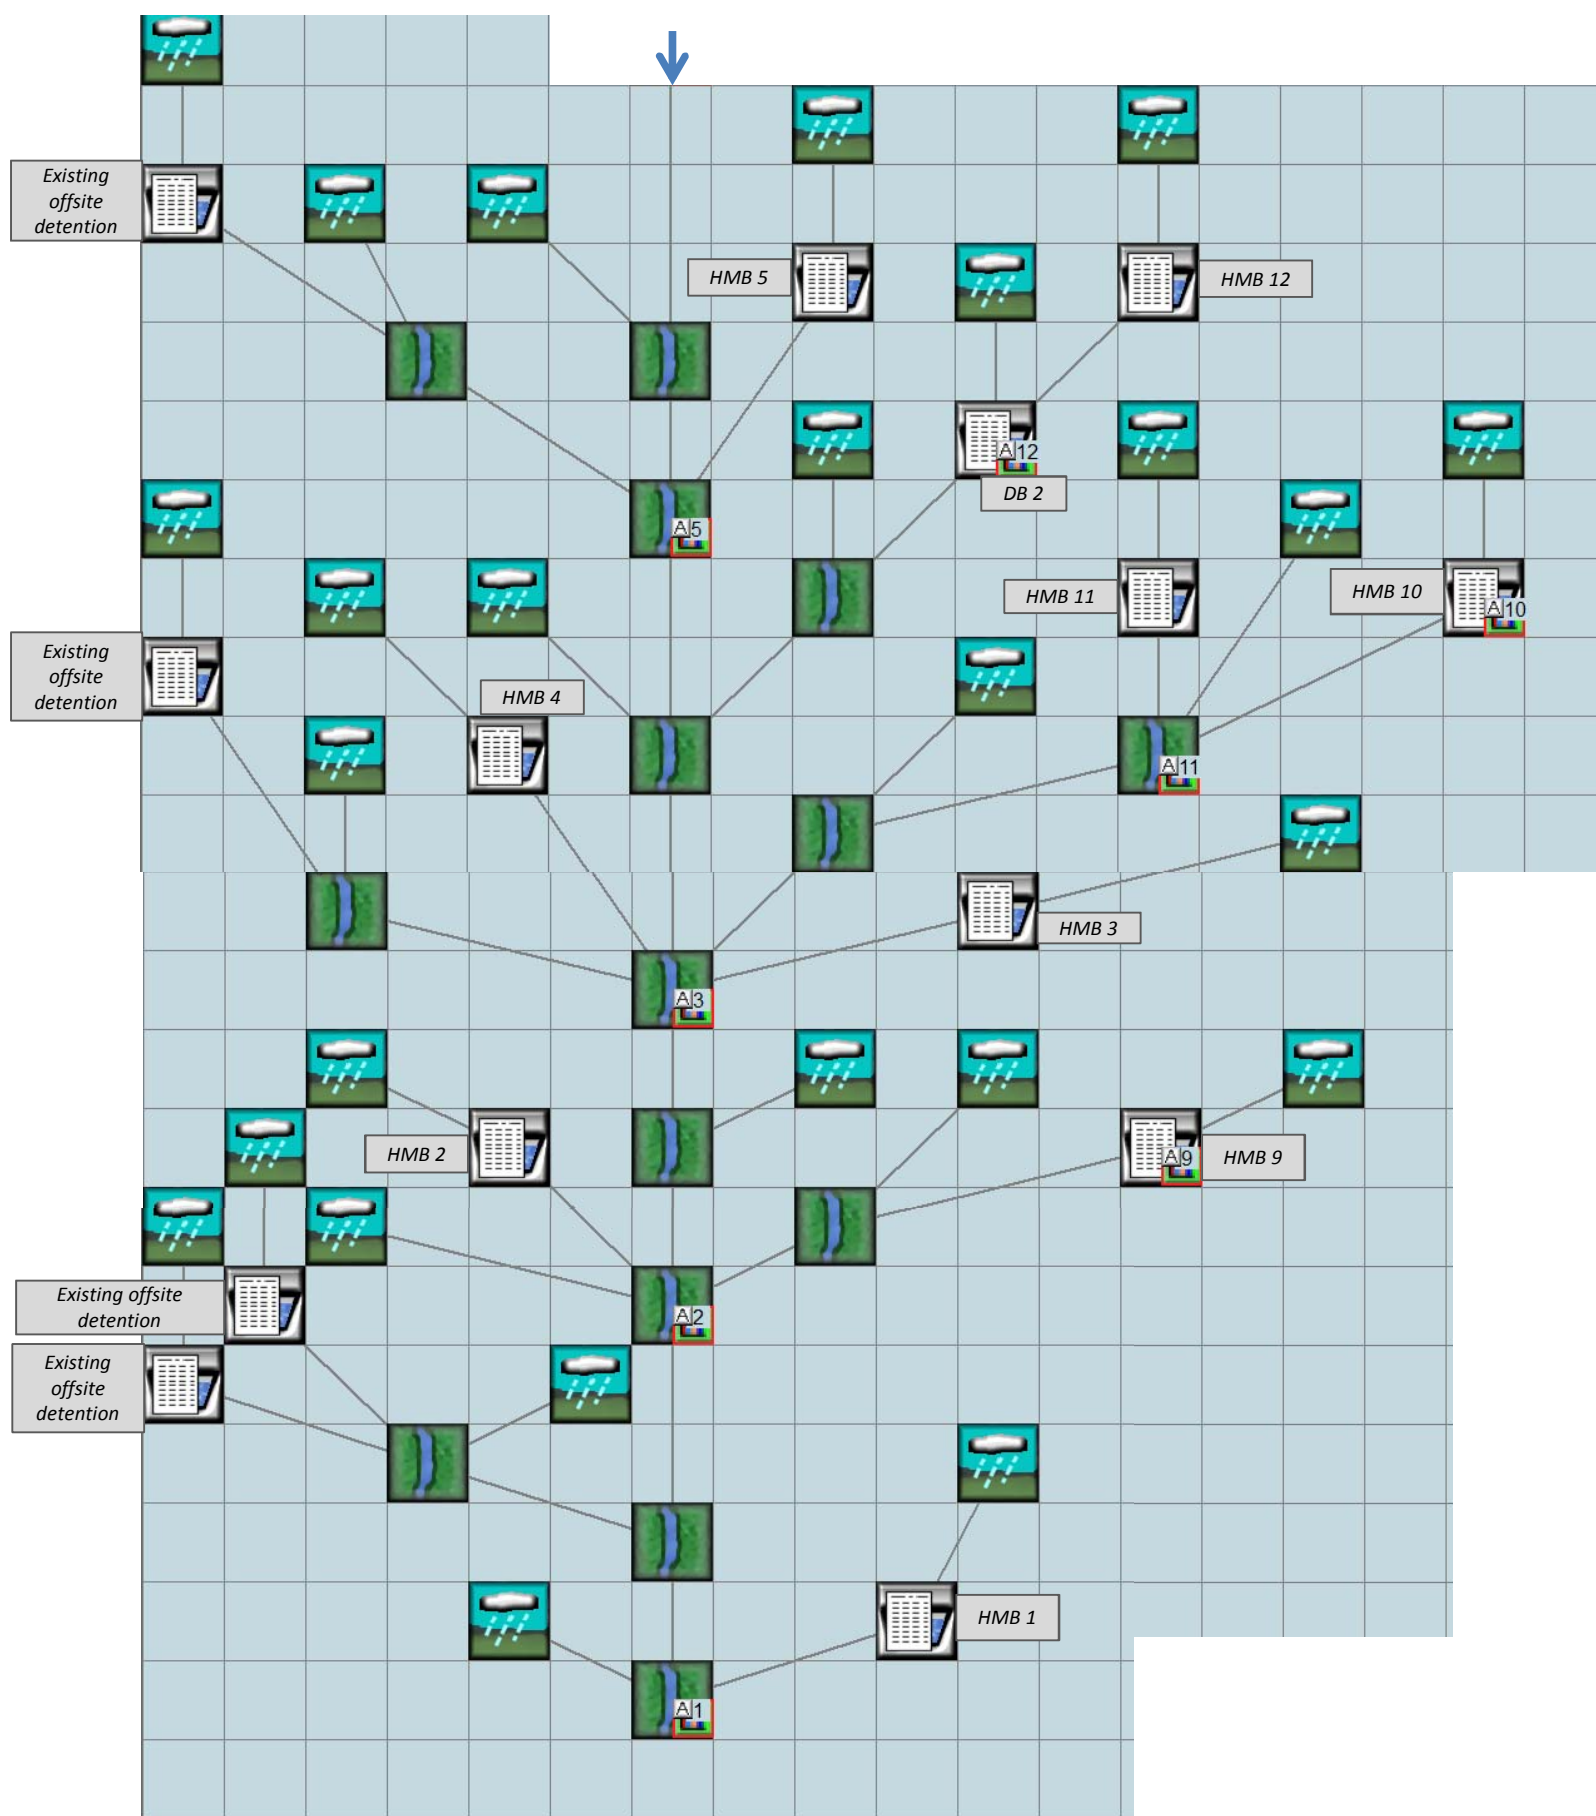 Existing
offsite
detention
HMB 5
HMB 12
A 12
DB 2
A 5
HMB 11
HMB 10
A 10
Existing
offsite
detention
HMB 4
A 11
HMB 3
A 3
HMB 2
A 9
HMB 9
Existing offsite
detention
A 2
Existing
offsite
detention
HMB 1
A 1